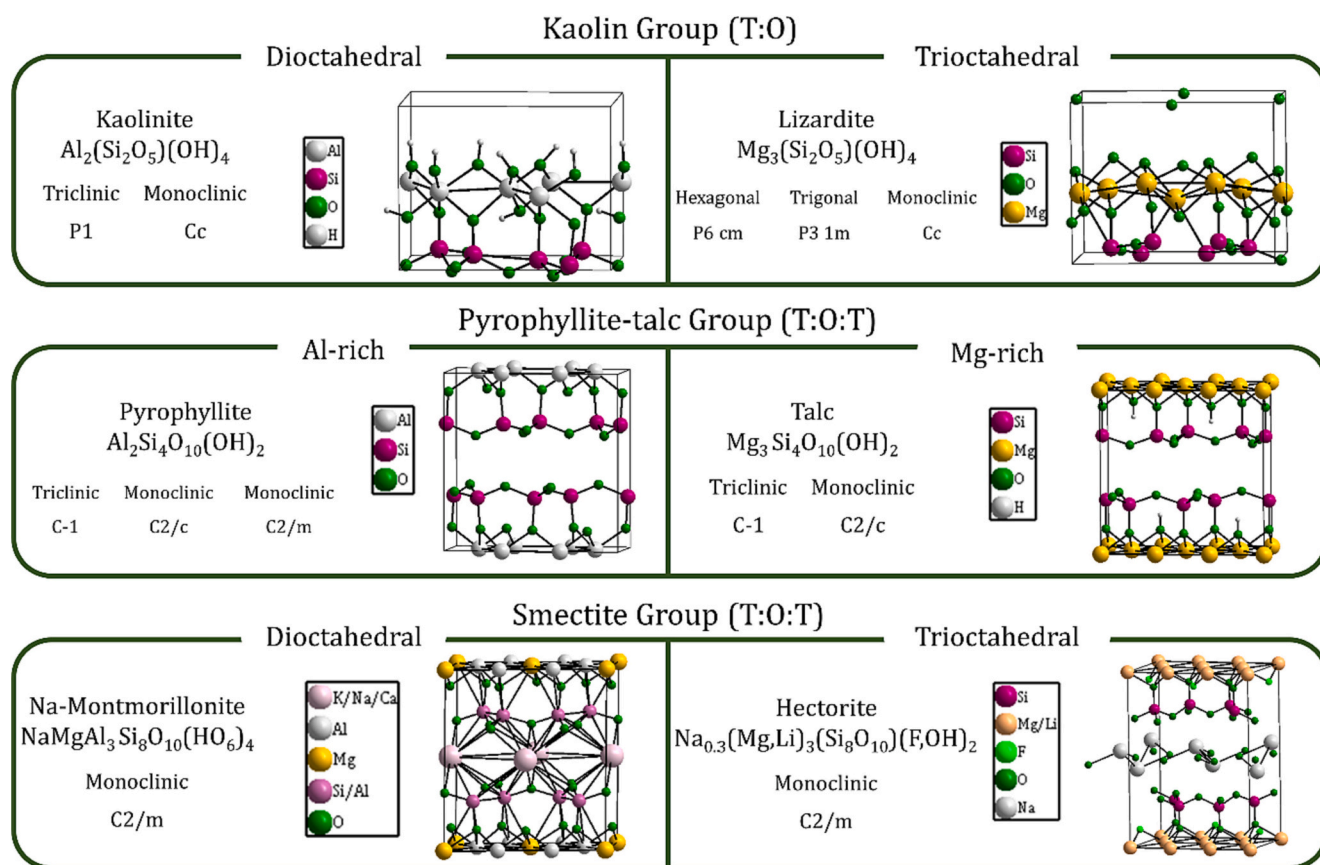 Kaolin Group (T:O)
Dioctahedral
Trioctahedral
Kaolinite
Al₂(Si₂O₅)(OH)₄
Triclinic Monoclinic
P1 Cc
Al
Si
O
H
Lizardite
Mg₃(Si₂O₅)(OH)₄
Hexagonal Trigonal Monoclinic
P6 cm P3 1m Cc
Si
O
Mg
Pyrophyllite-talc Group (T:O:T)
Al-rich
Mg-rich
Pyrophyllite
Al₂Si₄O₁₀(OH)₂
Triclinic Monoclinic Monoclinic
C-1 C2/c C2/m
Al
Si
O
Talc
Mg₃Si₄O₁₀(OH)₂
Triclinic Monoclinic
C-1 C2/c
Si
Mg
O
H
Smectite Group (T:O:T)
Dioctahedral
Trioctahedral
Na-Montmorillonite
NaMgAl₃Si₈O₁₀(HO₆)₄
Monoclinic
C2/m
K/Na/Ca
Al
Mg
Si/Al
O
Hectorite
Na₀.₃(Mg,Li)₃(Si₈O₁₀)(F,OH)₂
Monoclinic
C2/m
Si
Mg/Li
F
O
Na